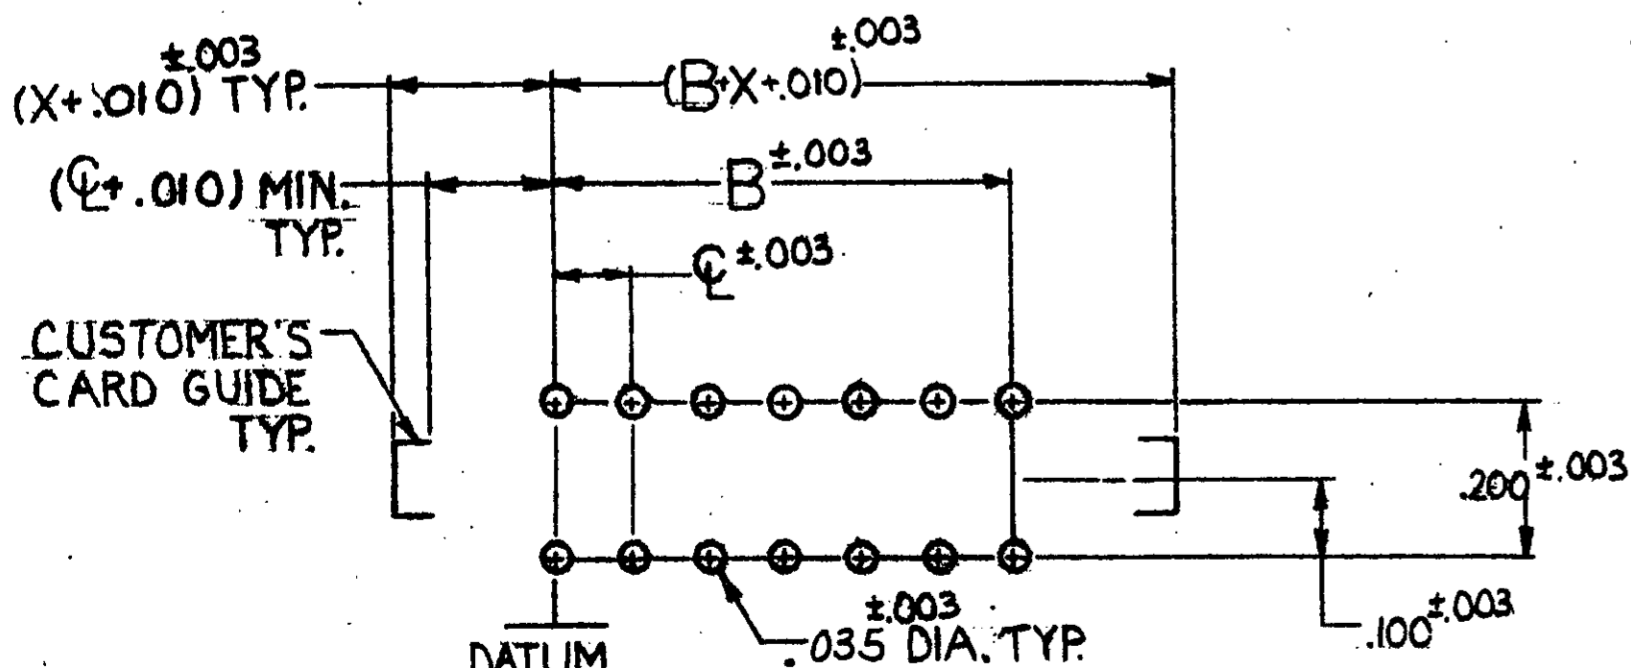 ±.003
(X+.010) TYP.
±.003
(B+X+.010)
(℄+.010) MIN.
TYP.
B ±.003
℄ ±.003
CUSTOMER'S
CARD GUIDE
TYP.
.200 ±.003
.100 ±.003
±.003
.035 DIA. TYP.
DATUM